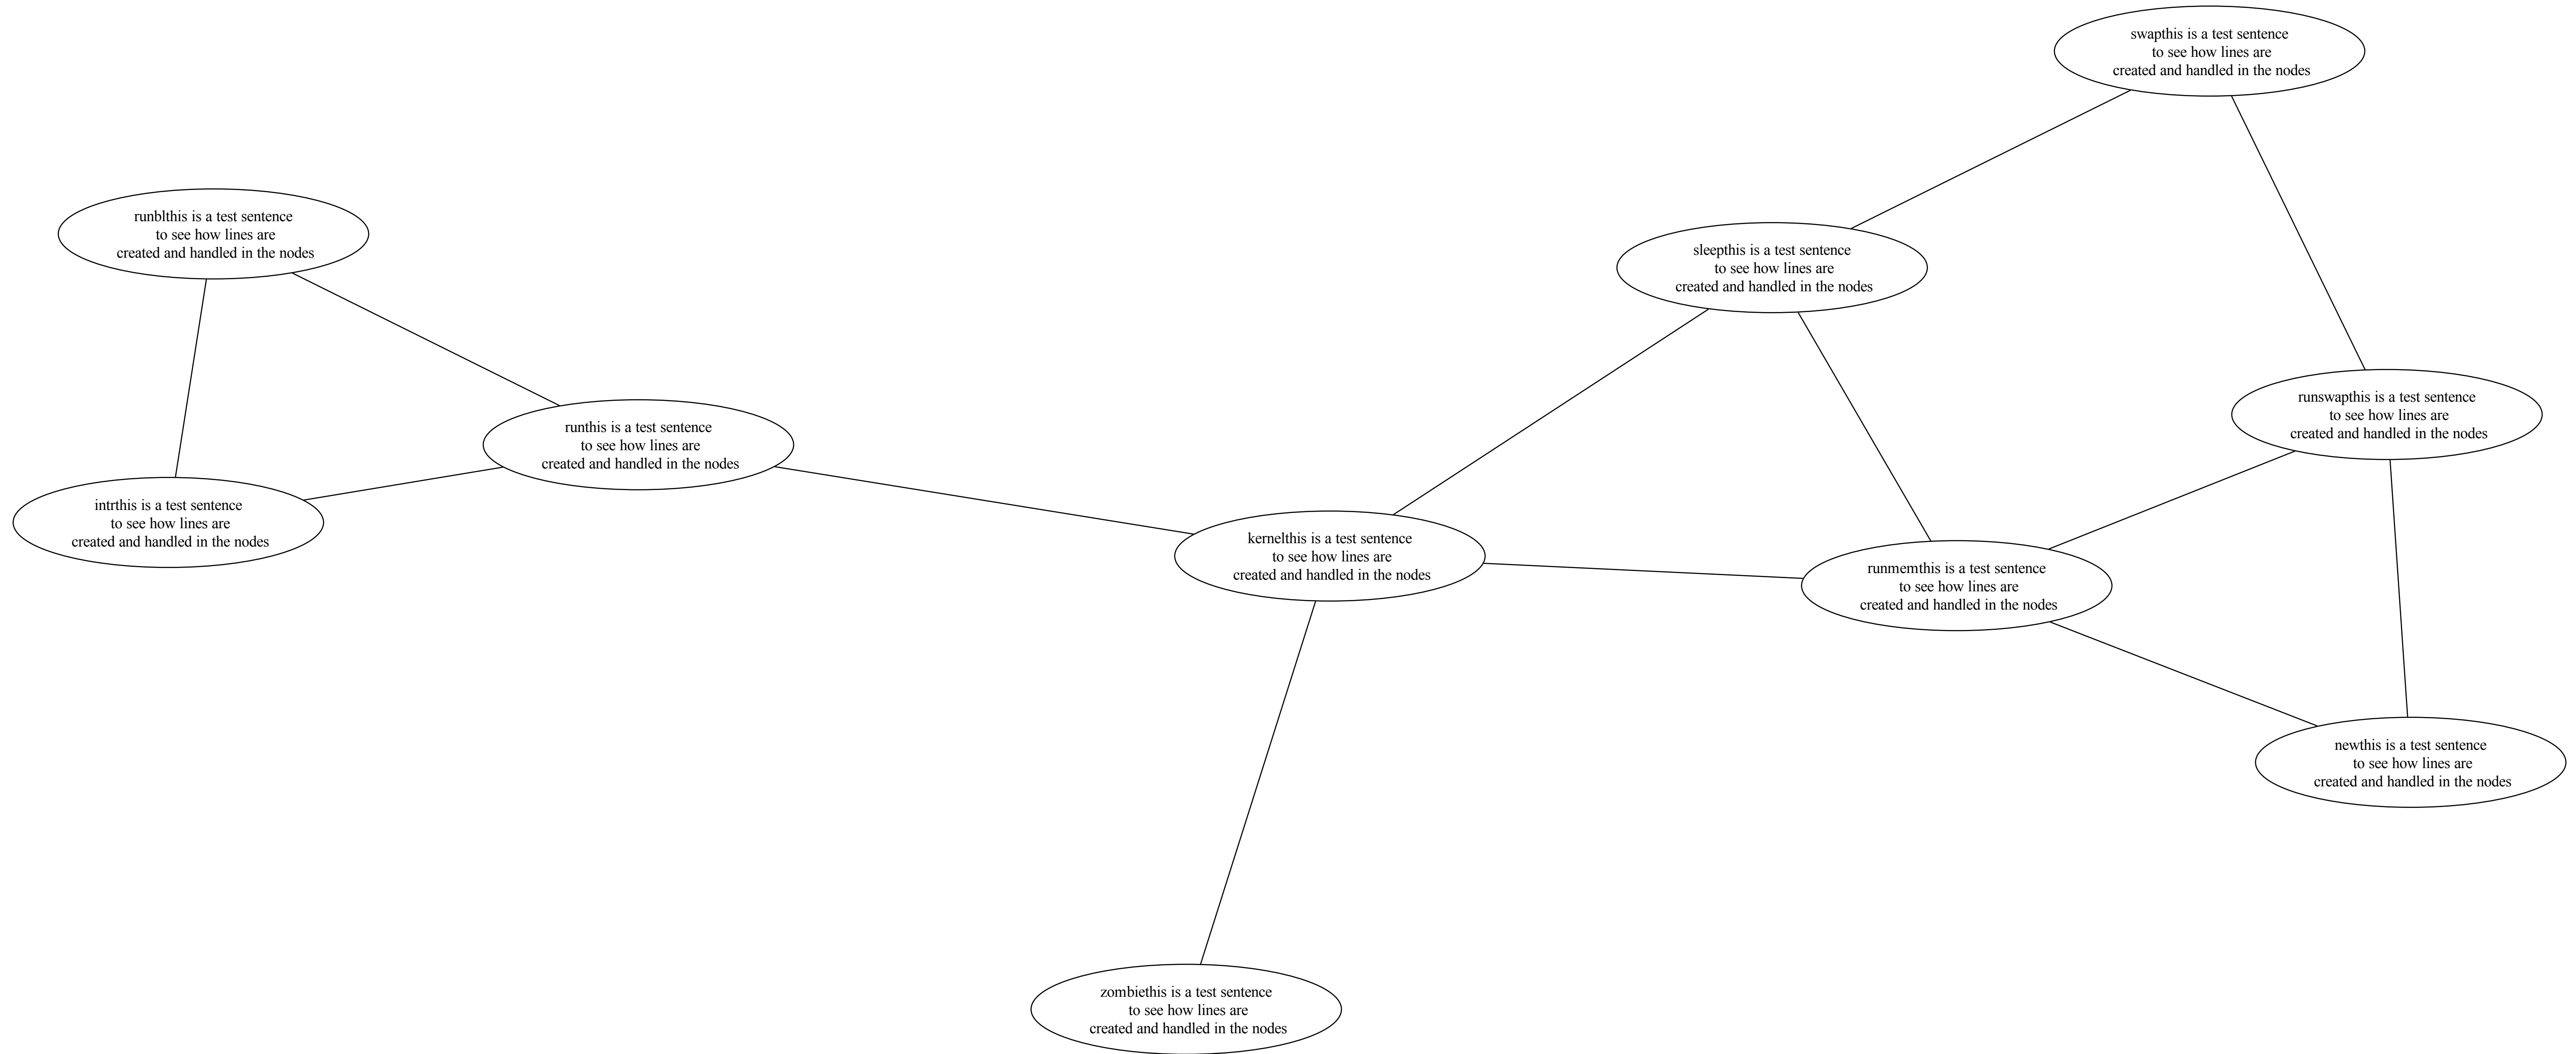 swapthis is a test sentence
to see how lines are
created and handled in the nodes
runblthis is a test sentence
to see how lines are
created and handled in the nodes
sleepthis is a test sentence
to see how lines are
created and handled in the nodes
runswapthis is a test sentence
to see how lines are
created and handled in the nodes
runthis is a test sentence
to see how lines are
created and handled in the nodes
intrthis is a test sentence
to see how lines are
created and handled in the nodes
kernelthis is a test sentence
to see how lines are
created and handled in the nodes
runmemthis is a test sentence
to see how lines are
created and handled in the nodes
newthis is a test sentence
to see how lines are
created and handled in the nodes
zombiethis is a test sentence
to see how lines are
created and handled in the nodes